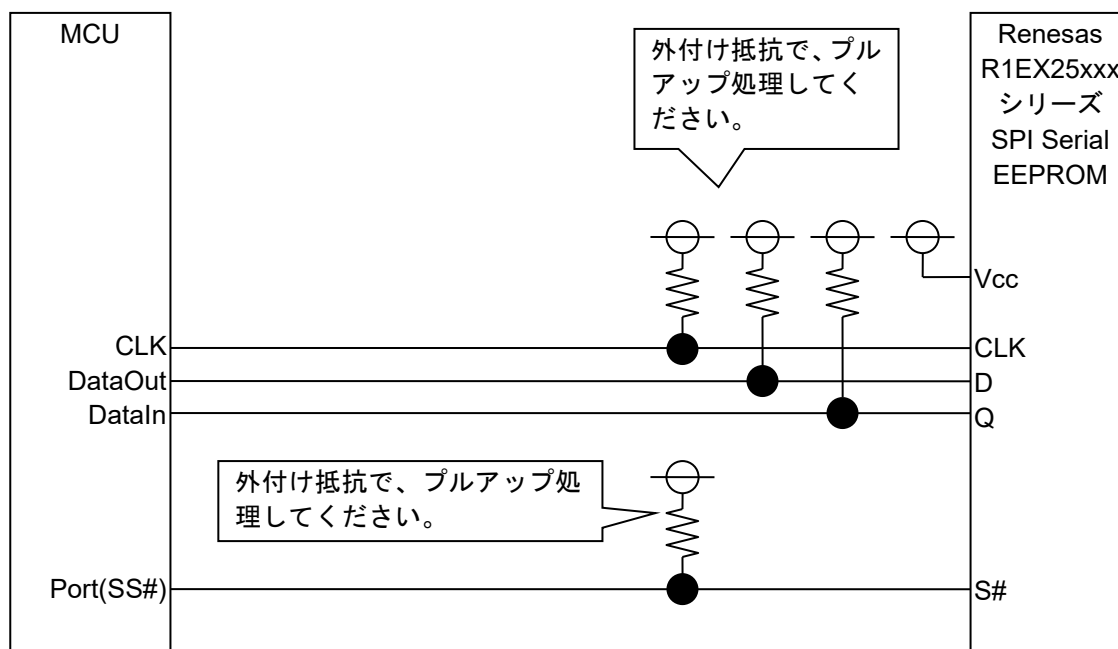 MCU
外付け抵抗で、プル
アップ処理してく
ださい。
Renesas
R1EX25xxx
シリーズ
SPI Serial
EEPROM
Vcc
CLK
CLK
DataOut
D
DataIn
Q
外付け抵抗で、プルアップ処
理してください。
Port(SS#)
S#